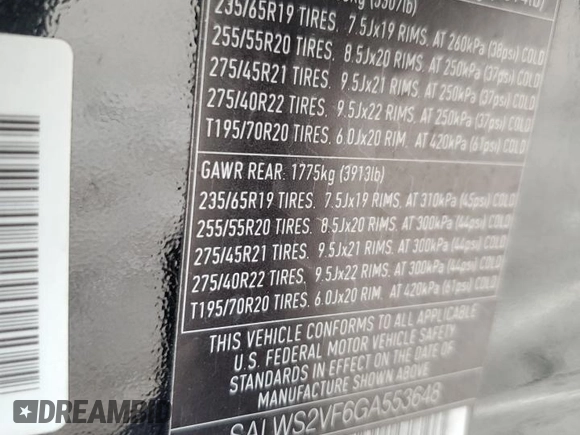 235/65R19 TIRES. 7.5Jx19 RIMS. AT 260kPa (38psi) COLD
255/55R20 TIRES. 8.5Jx20 RIMS. AT 250kPa (37psi) COLD
275/45R21 TIRES. 9.5Jx21 RIMS. AT 250kPa (37psi) COLD
275/40R22 TIRES. 9.5Jx22 RIMS. AT 250kPa (37psi) COLD
T195/70R20 TIRES. 6.0Jx20 RIM. AT 420kPa (61psi) COLD
GAWR REAR: 1775kg (3913lb)
235/65R19 TIRES. 7.5Jx19 RIMS. AT 310kPa (45psi) COLD
255/55R20 TIRES. 8.5Jx20 RIMS. AT 300kPa (44psi) COLD
275/45R21 TIRES. 9.5Jx21 RIMS. AT 300kPa (44psi) COLD
275/40R22 TIRES. 9.5Jx22 RIMS. AT 300kPa (44psi) COLD
T195/70R20 TIRES. 6.0Jx20 RIM. AT 420kPa (61psi) COLD
THIS VEHICLE CONFORMS TO ALL APPLICABLE
U.S. FEDERAL MOTOR VEHICLE SAFETY
STANDARDS IN EFFECT ON THE DATE OF
MANUFACTURE SHOWN ABOVE.
SALWS2VF6GA553648
DREAMBID